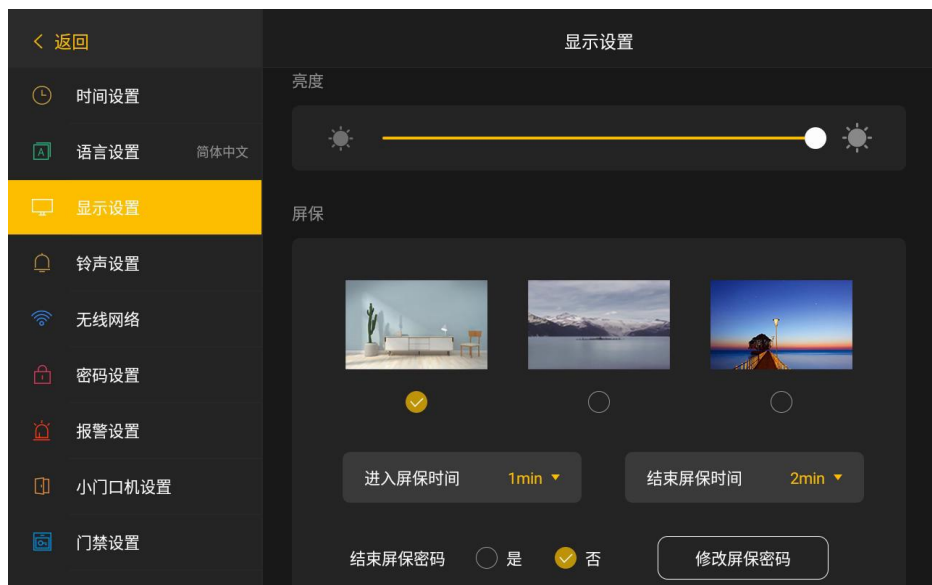 返回
显示设置
时间设置
语言设置 简体中文
显示设置
铃声设置
无线网络
密码设置
报警设置
小门口机设置
门禁设置
亮度
屏保
进入屏保时间 1min 结束屏保时间 2min
结束屏保密码 是 否 修改屏保密码